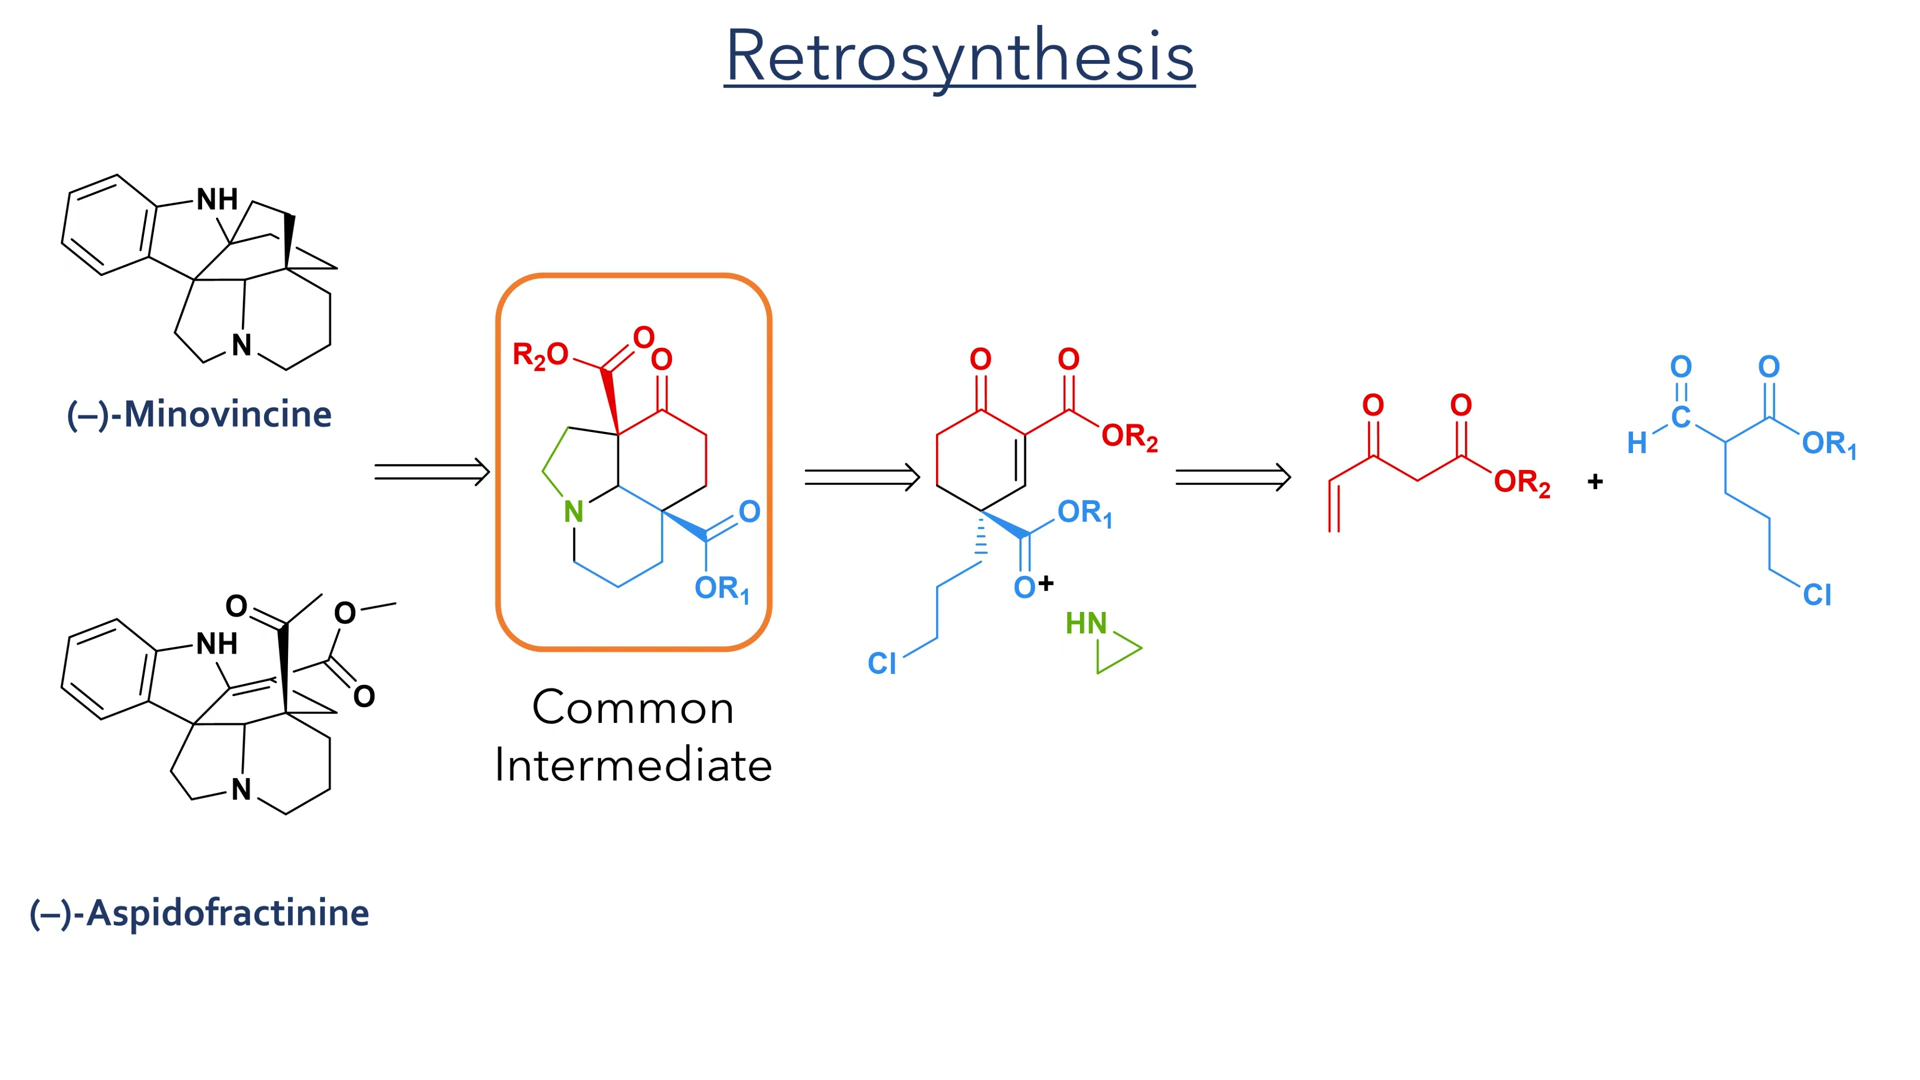 Retrosynthesis
NH
N
(–)-Minovincine
O
O
NH
O
N
(–)-Aspidofractinine
R₂O
O
O
N
O
OR₁
Common
Intermediate
O
O
OR₂
OR₁
O
+
HN
Cl
O
O
OR₂
+
O
O
C
H
OR₁
Cl